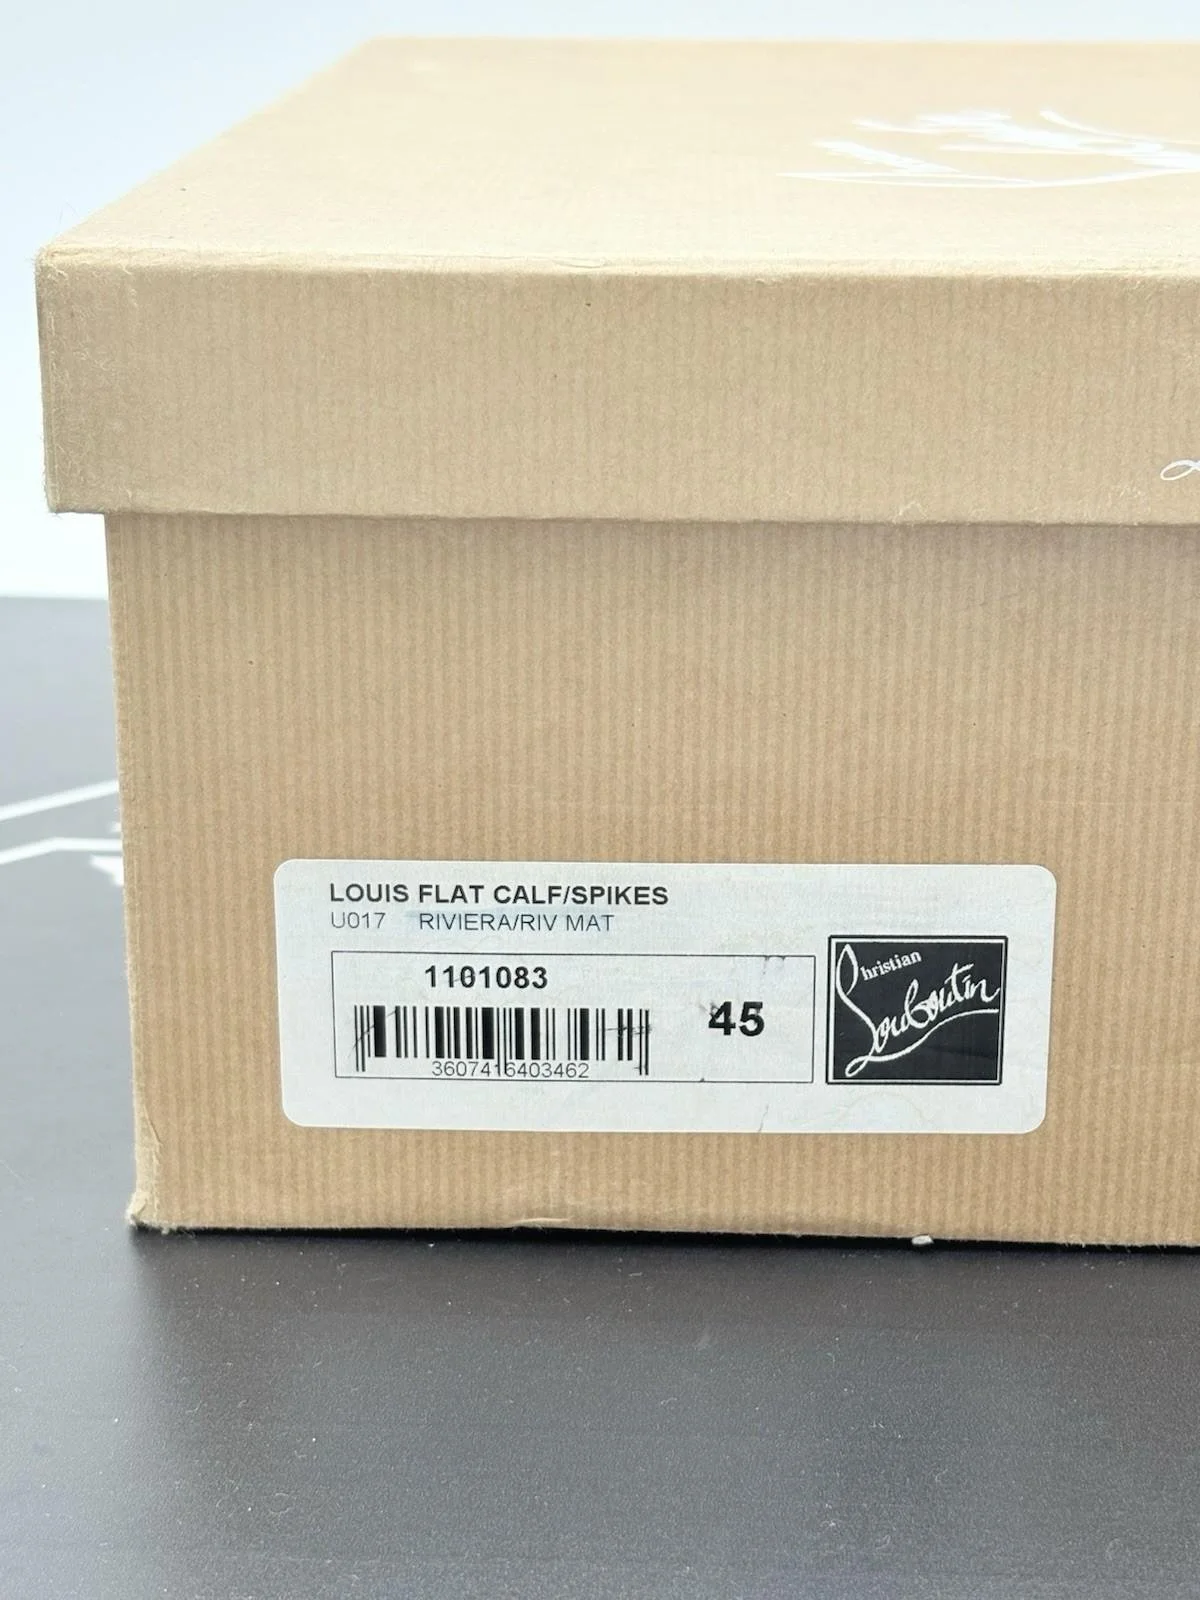 LOUIS FLAT CALF/SPIKES
U017 RIVIERA/RIV MAT
1101083
45
3607416403462
Christian
Louboutin